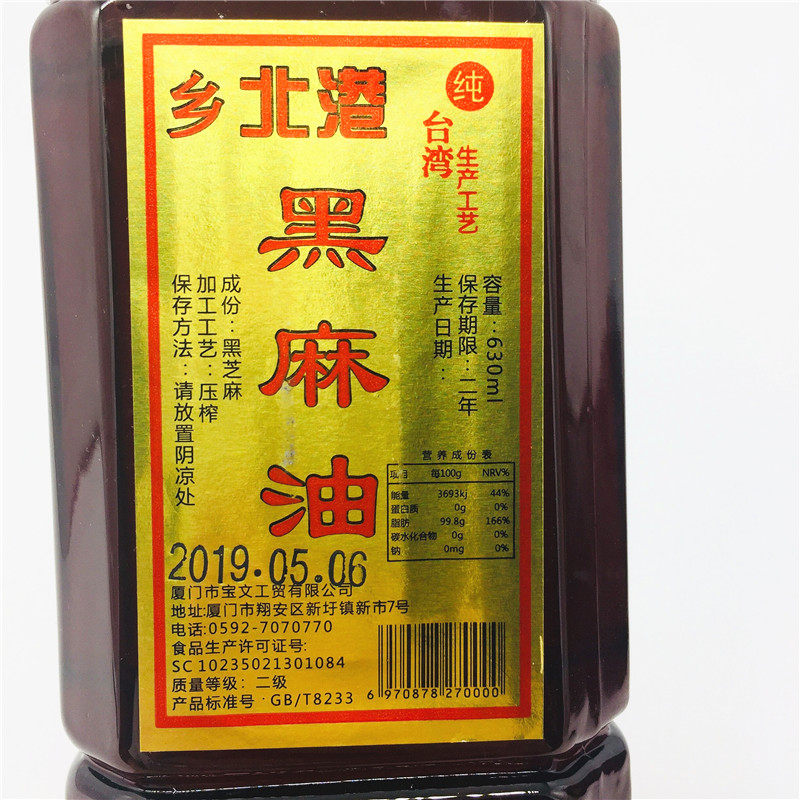 乡北港
纯
台湾
生产工艺
黑麻油
容量：630ml
保存期限：二年
生产日期：
成份：黑芝麻
加工工艺：压榨
保存方法：请放置阴凉处
营养成份表
项目 每100g NRV%
能量 3693kj 44%
蛋白质 0g 0%
脂肪 99.8g 166%
碳水化合物 0g 0%
钠 0mg 0%
2019.05.06
厦门市宝文工贸有限公司
地址:厦门市翔安区新圩镇新市7号
电话:0592-7070770
食品生产许可证号:
SC10235021301084
质量等级：二级
产品标准号：GB/T8233
6 970878 270000